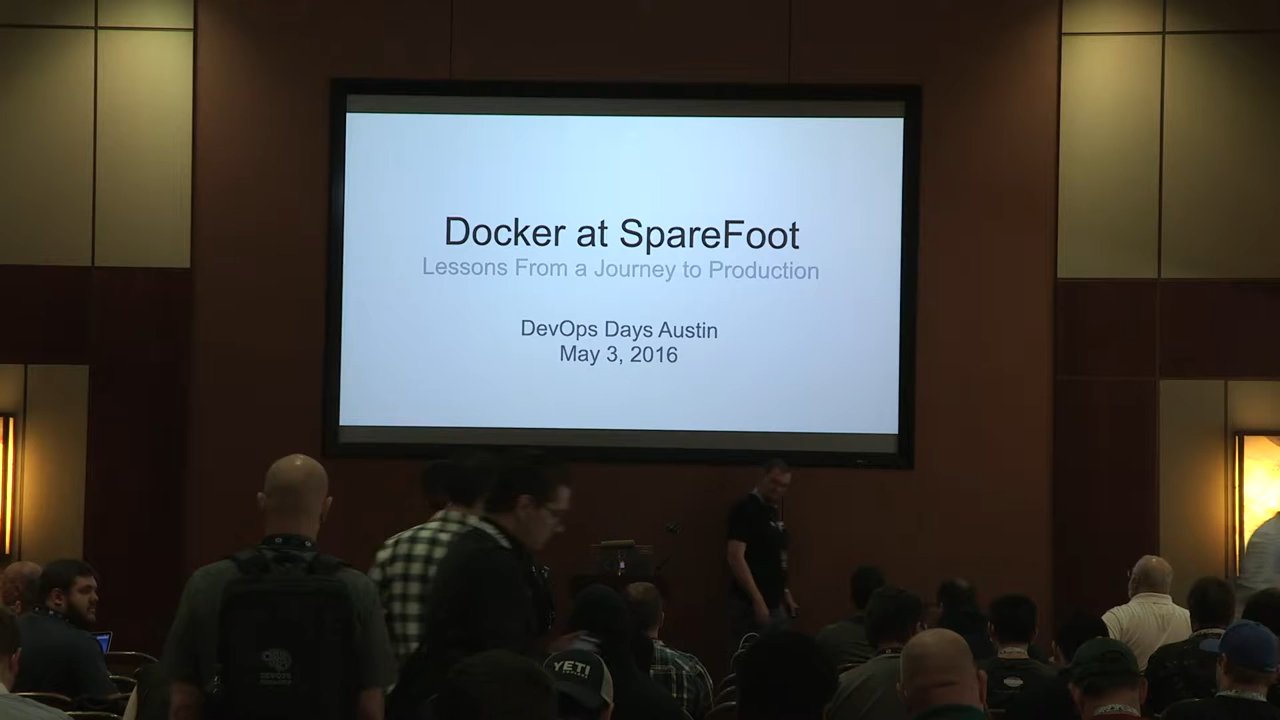 Docker at SpareFoot
Lessons From a Journey to Production
DevOps Days Austin
May 3, 2016
YETI